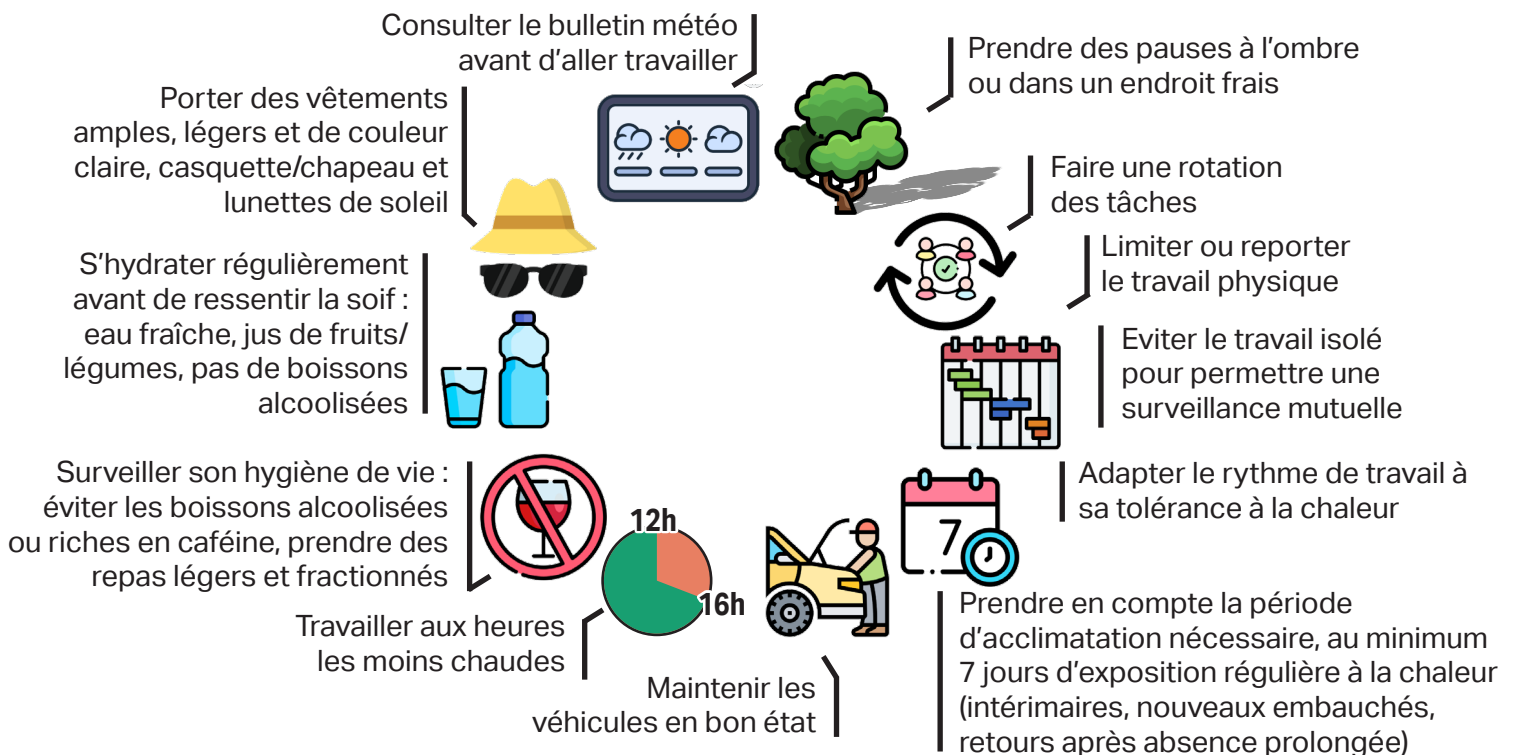 Consulter le bulletin météo
avant d'aller travailler
Prendre des pauses à l'ombre
ou dans un endroit frais
Porter des vêtements
amples, légers et de couleur
claire, casquette/chapeau et
lunettes de soleil
Faire une rotation
des tâches
Limiter ou reporter
le travail physique
S'hydrater régulièrement
avant de ressentir la soif :
eau fraîche, jus de fruits/
légumes, pas de boissons
alcoolisées
Eviter le travail isolé
pour permettre une
surveillance mutuelle
Surveiller son hygiène de vie :
éviter les boissons alcoolisées
ou riches en caféine, prendre des
repas légers et fractionnés
Adapter le rythme de travail à
sa tolérance à la chaleur
7
12h
16h
Travailler aux heures
les moins chaudes
Maintenir les
véhicules en bon état
Prendre en compte la période
d'acclimatation nécessaire, au minimum
7 jours d'exposition régulière à la chaleur
(intérimaires, nouveaux embauchés,
retours après absence prolongée)